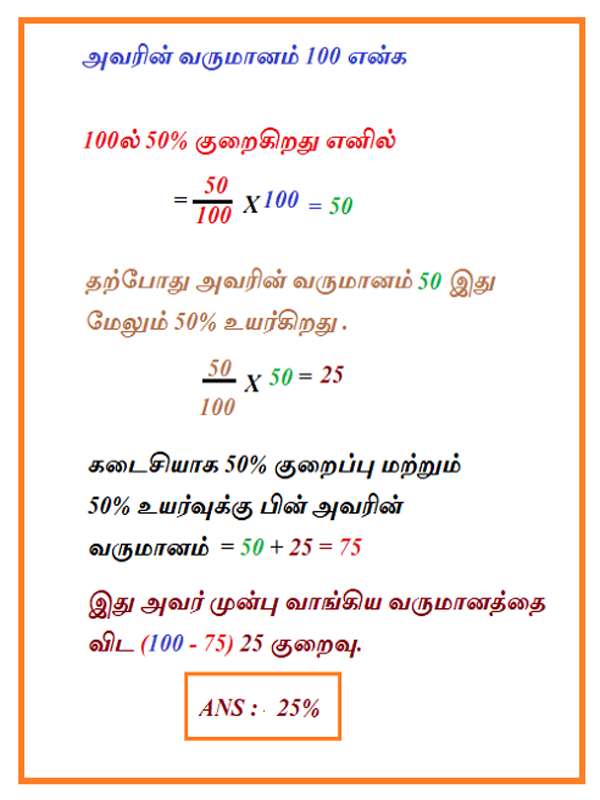 அவரின் வருமானம் 100 என்க
100ல் 50% குறைகிறது எனில்
= 50/100 X 100 = 50
தற்போது அவரின் வருமானம் 50 இது
மேலும் 50% உயர்கிறது .
50/100 X 50 = 25
கடைசியாக 50% குறைப்பு மற்றும்
50% உயர்வுக்கு பின் அவரின்
வருமானம் = 50 + 25 = 75
இது அவர் முன்பு வாங்கிய வருமானத்தை
விட (100 - 75) 25 குறைவு.
ANS : - 25%